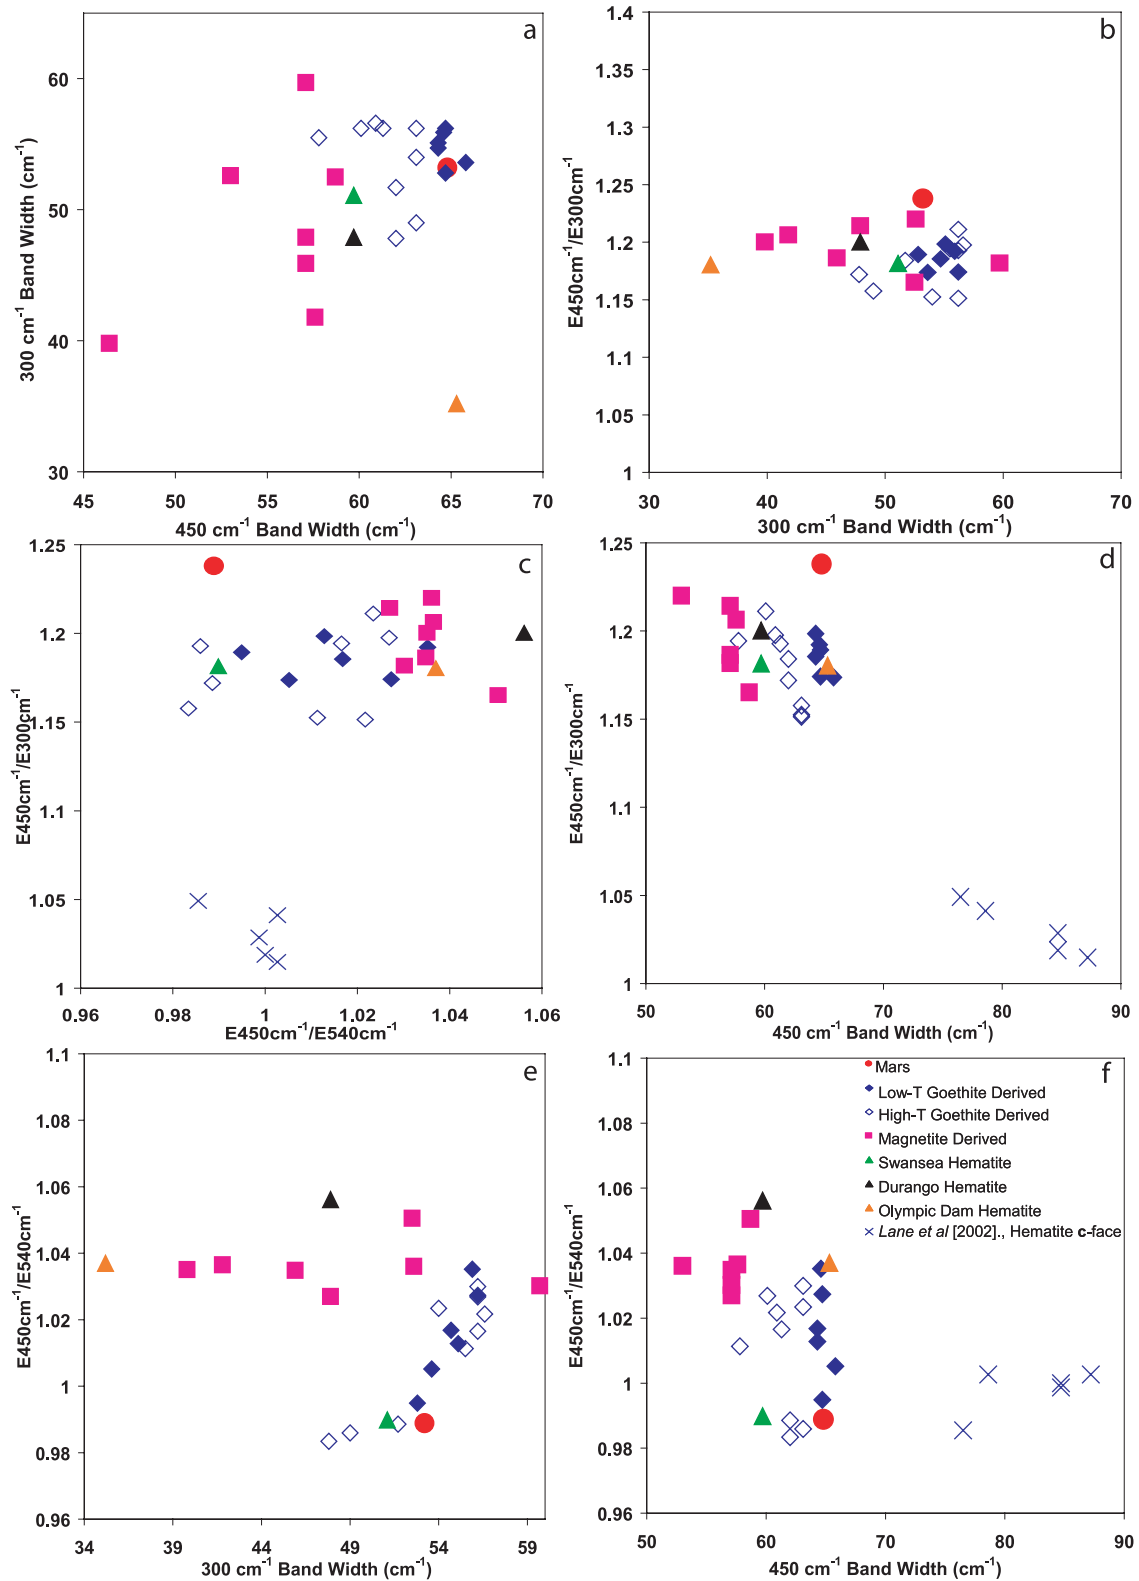 a
60
50
40
30
45 50 55 60 65 70
300 cm⁻¹ Band Width (cm⁻¹)
450 cm⁻¹ Band Width (cm⁻¹)
b
1.4
1.35
1.3
1.25
1.2
1.15
1.1
1.05
1
30 40 50 60 70
E450cm⁻¹/E300cm⁻¹
300 cm⁻¹ Band Width (cm⁻¹)
c
1.25
1.2
1.15
1.1
1.05
1
0.96 0.98 1 1.02 1.04 1.06
E450cm⁻¹/E300cm⁻¹
E450cm⁻¹/E540cm⁻¹
d
1.25
1.2
1.15
1.1
1.05
1
50 60 70 80 90
E450cm⁻¹/E300cm⁻¹
450 cm⁻¹ Band Width (cm⁻¹)
e
1.1
1.08
1.06
1.04
1.02
1
0.98
0.96
34 39 44 49 54 59
E450cm⁻¹/E540cm⁻¹
300 cm⁻¹ Band Width (cm⁻¹)
f
1.1
1.08
1.06
1.04
1.02
1
0.98
0.96
50 60 70 80 90
E450cm⁻¹/E540cm⁻¹
450 cm⁻¹ Band Width (cm⁻¹)
Mars
Low-T Goethite Derived
High-T Goethite Derived
Magnetite Derived
Swansea Hematite
Durango Hematite
Olympic Dam Hematite
Lane et al [2002]., Hematite c-face